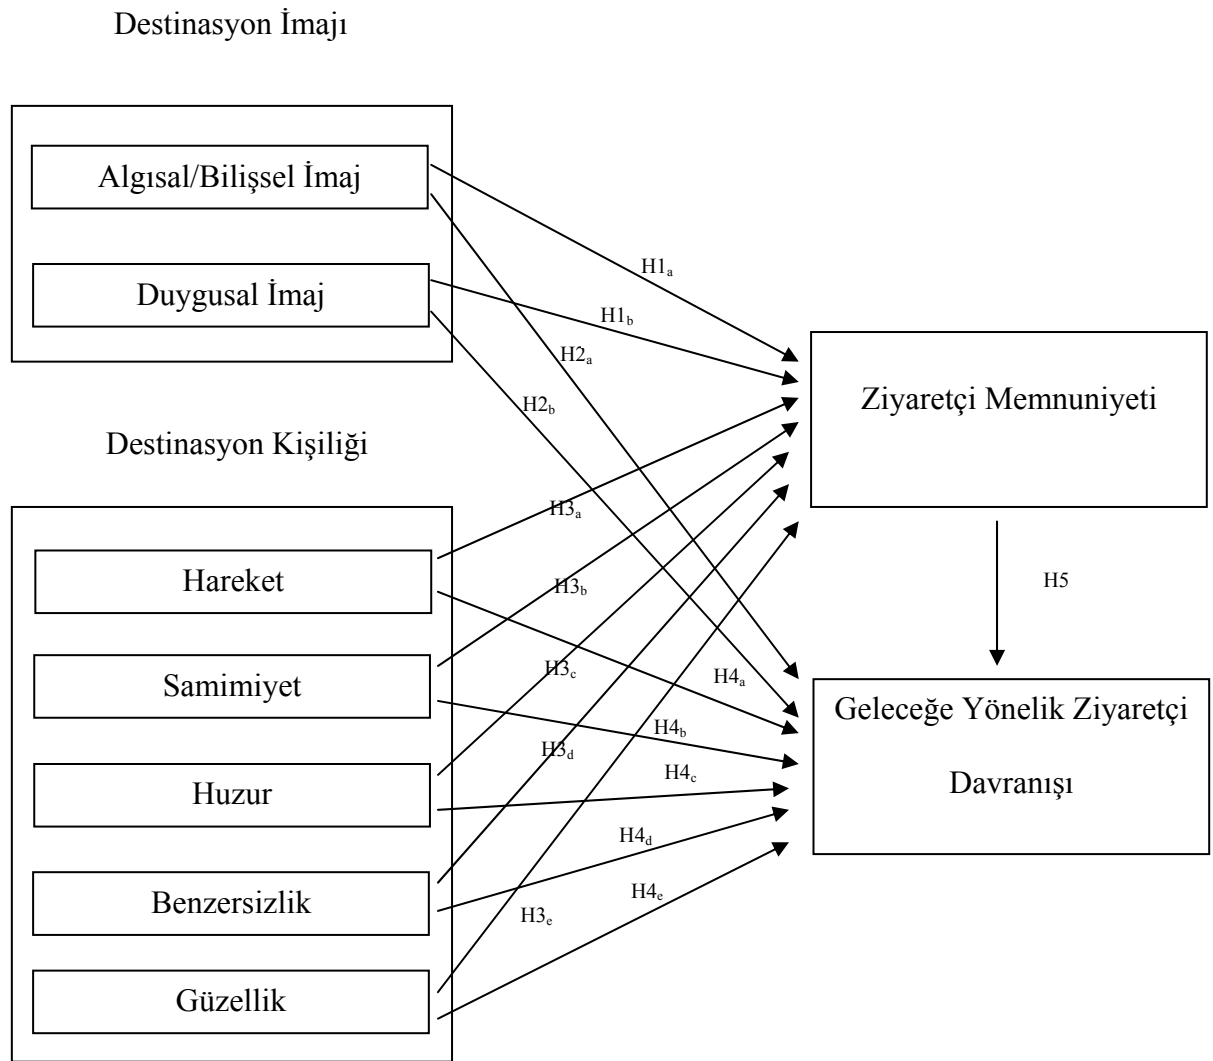 Destinasyon İmajı
Algısal/Bilişsel İmaj
Duygusal İmaj
H1a
H1b
H2a
H2b
Ziyaretçi Memnuniyeti
Destinasyon Kişiliği
Hareket
Samimiyet
Huzur
Benzersizlik
Güzellik
H3a
H3b
H3c
H3d
H3e
H4a
H4b
H4c
H4d
H4e
H5
Geleceğe Yönelik Ziyaretçi
Davranışı